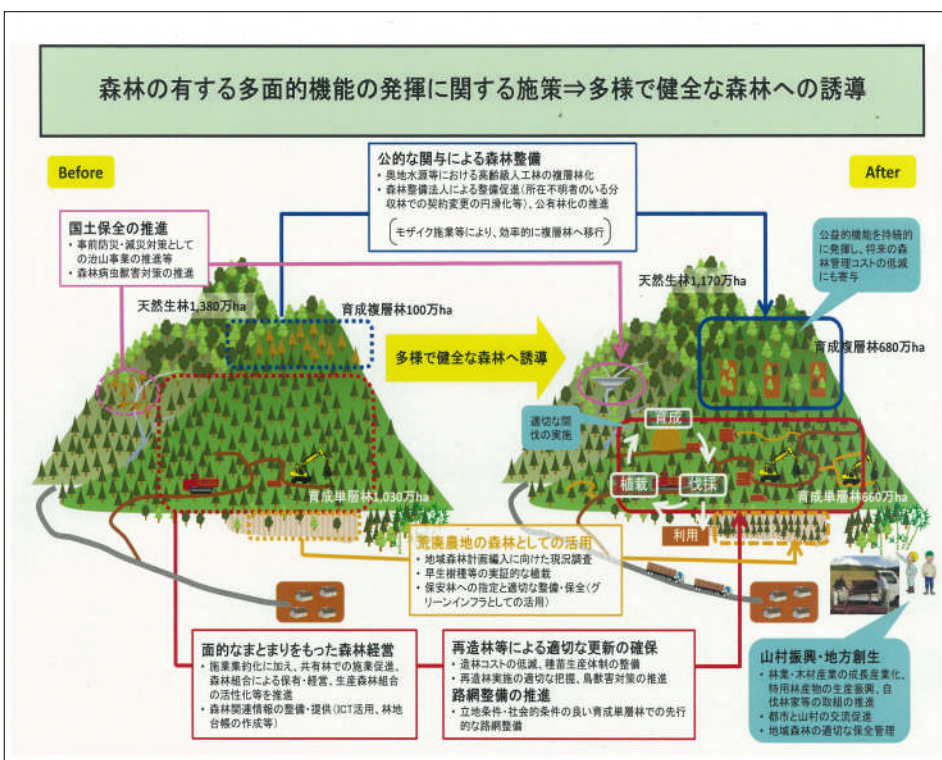 森林の有する多面的機能の発揮に関する施策⇒多様で健全な森林への誘導
Before
After
公的な関与による森林整備
• 奥地水源等における高齢級人工林の複層林化
• 森林整備法人による整備促進(所在不明者のいる分
収林での契約変更の円滑化等)、公有林化の推進
モザイク施業等により、効率的に複層林へ移行
国土保全の推進
• 事前防災・減災対策として
の治山事業の推進等
• 森林病虫獣害対策の推進
公益的機能を持続的
に発揮し、将来の森
林管理コストの低減
にも寄与
天然生林1,380万ha
育成複層林100万ha
天然生林1,170万ha
育成複層林680万ha
多様で健全な森林へ誘導
適切な間
伐の実施
育成
植栽
伐採
利用
育成単層林1,030万ha
育成単層林660万ha
荒廃農地の森林としての活用
• 地域森林計画編入に向けた現況調査
• 早生樹種等の実証的な植栽
• 保安林への指定と適切な整備・保全(グ
リーンインフラとしての活用)
面的なまとまりをもった森林経営
• 施業集約化に加え、共有林での施業促進、
森林組合による保有・経営、生産森林組合
の活性化等を推進
• 森林関連情報の整備・提供(ICT活用、林地
台帳の作成等)
再造林等による適切な更新の確保
• 造林コストの低減、種苗生産体制の整備
• 再造林実施の適切な把握、鳥獣害対策の推進
路網整備の推進
• 立地条件・社会的条件の良い育成単層林での先行
的な路網整備
山村振興・地方創生
• 林業・木材産業の成長産業化、
特用林産物の生産振興、自
伐林家等の取組の推進
• 都市と山村の交流促進
• 地域森林の適切な保全管理